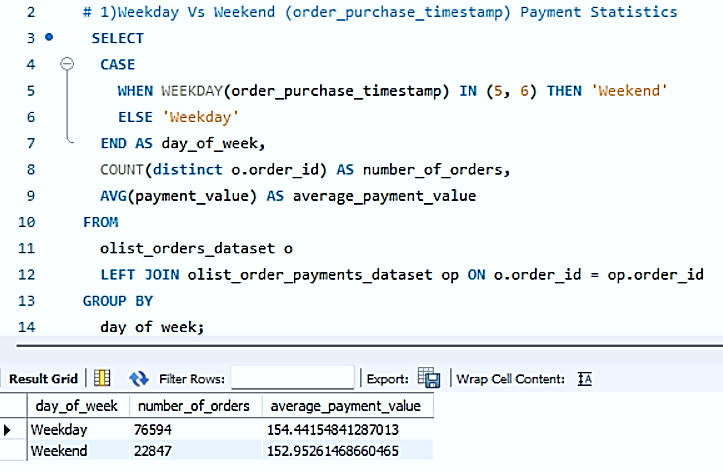 2 # 1)Weekday Vs Weekend (order_purchase_timestamp) Payment Statistics
3 SELECT
4 CASE
5 WHEN WEEKDAY(order_purchase_timestamp) IN (5, 6) THEN 'Weekend'
6 ELSE 'Weekday'
7 END AS day_of_week,
8 COUNT(distinct o.order_id) AS number_of_orders,
9 AVG(payment_value) AS average_payment_value
10 FROM
11 olist_orders_dataset o
12 LEFT JOIN olist_order_payments_dataset op ON o.order_id = op.order_id
13 GROUP BY
14 day of week;
Result Grid Filter Rows: Export: Wrap Cell Content: IA
day_of_week number_of_orders average_payment_value
Weekday 76594 154.44154841287013
Weekend 22847 152.95261468660465